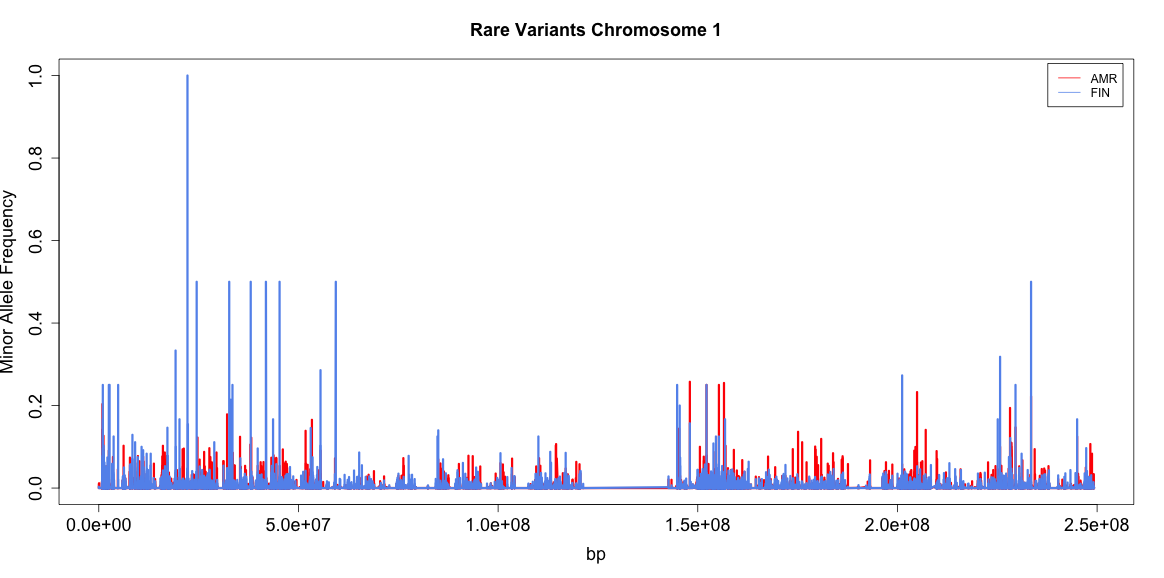 Rare Variants Chromosome 1
AMR
FIN
Minor Allele Frequency
1.0
0.8
0.6
0.4
0.2
0.0
0.0e+00 5.0e+07 1.0e+08 1.5e+08 2.0e+08 2.5e+08
bp